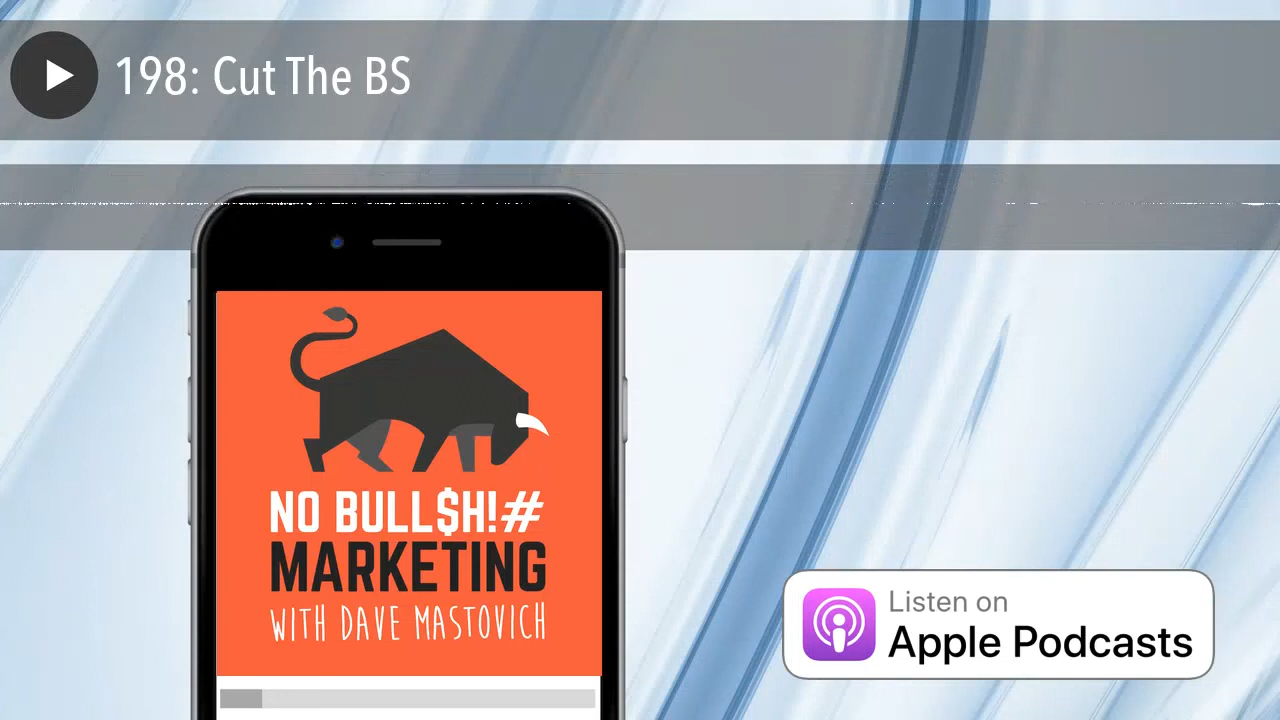 198: Cut The BS
NO BULL$H!#
MARKETING
WITH DAVE MASTOVICH
Listen on
Apple Podcasts